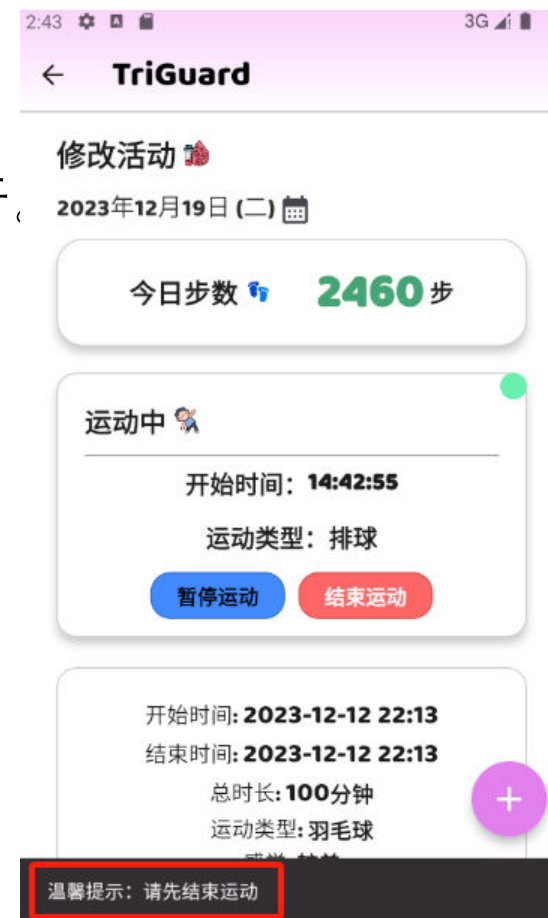 2:43
3G
TriGuard
修改活动
2023年12月19日 (二)
今日步数 2460 步
运动中
开始时间：14:42:55
运动类型：排球
暂停运动 结束运动
开始时间: 2023-12-12 22:13
结束时间: 2023-12-12 22:13
总时长: 100分钟
运动类型: 羽毛球
温馨提示：请先结束运动